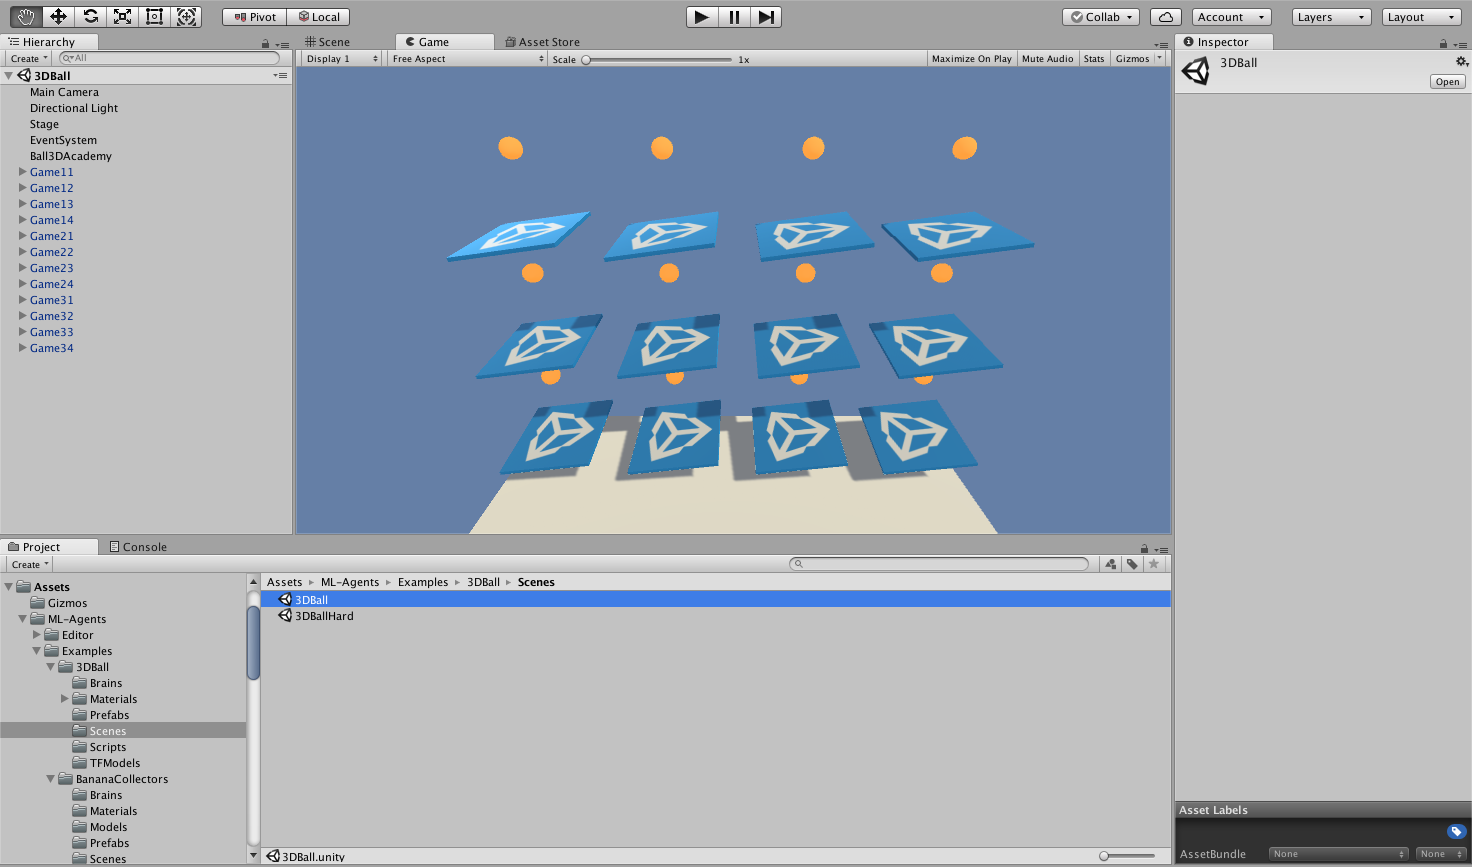 Pivot Local Collab Account Layers Layout
Hierarchy
Create All
3DBall
Main Camera
Directional Light
Stage
EventSystem
Ball3DAcademy
Game11
Game12
Game13
Game14
Game21
Game22
Game23
Game24
Game31
Game32
Game33
Game34
Scene Game Asset Store
Display 1 Free Aspect Scale 1x Maximize On Play Mute Audio Stats Gizmos
Inspector
3DBall
Open
Project Console
Create
Assets
Gizmos
ML-Agents
Editor
Examples
3DBall
Brains
Materials
Prefabs
Scenes
Scripts
TFModels
BananaCollectors
Brains
Materials
Models
Prefabs
Scenes
Assets ML-Agents Examples 3DBall Scenes
3DBall
3DBallHard
3DBall.unity
Asset Labels
AssetBundle None None